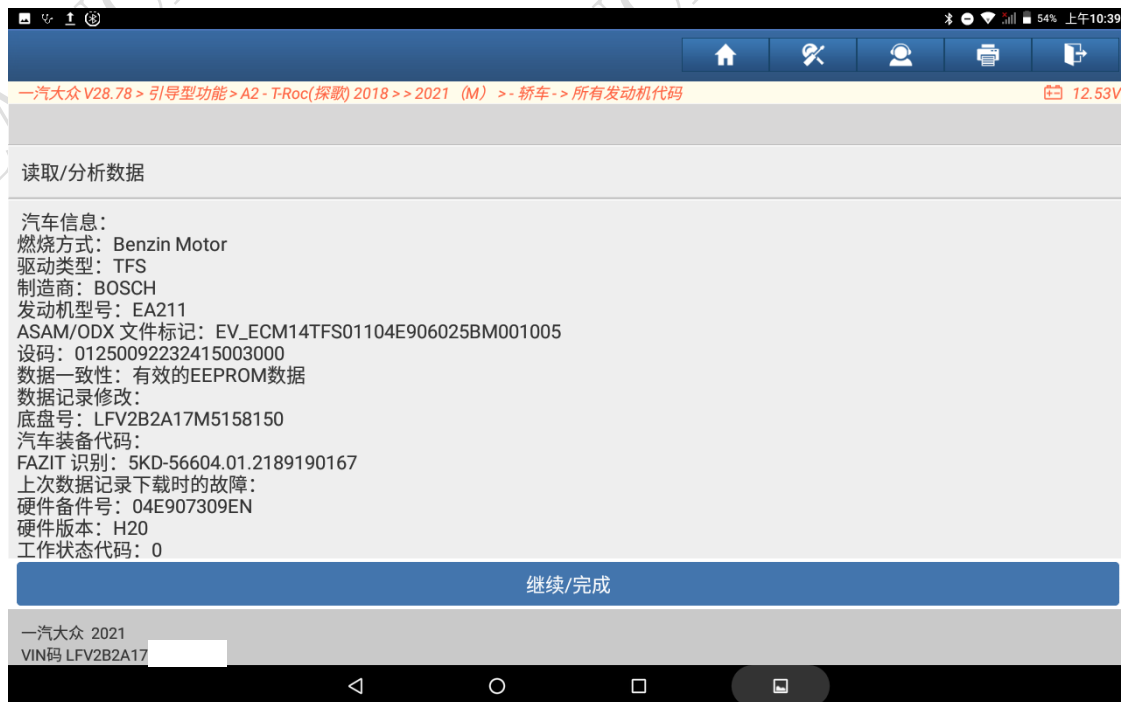 54% 上午10:39
一汽大众 V28.78 > 引导型功能 > A2 - T-Roc(探歌) 2018 > > 2021（M） > - 轿车 - > 所有发动机代码 12.53V
读取/分析数据
汽车信息：
燃烧方式：Benzin Motor
驱动类型：TFS
制造商：BOSCH
发动机型号：EA211
ASAM/ODX 文件标记：EV_ECM14TFS01104E906025BM001005
设码：01250092232415003000
数据一致性：有效的EEPROM数据
数据记录修改：
底盘号：LFV2B2A17M5158150
汽车装备代码：
FAZIT 识别：5KD-56604.01.2189190167
上次数据记录下载时的故障：
硬件备件号：04E907309EN
硬件版本：H20
工作状态代码：0
继续/完成
一汽大众 2021
VIN码 LFV2B2A17